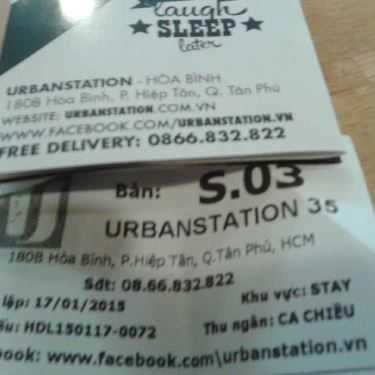 laugh
SLEEP
later
URBANSTATION - HÒA BÌNH
180B Hòa Bình, P. Hiệp Tân, Q. Tân Phú
WEBSITE: URBANSTATION.COM.VN
WWW.FACEBOOK.COM/URBANSTATION.VN
FREE DELIVERY: 0866.832.822
Bàn: S.03
URBANSTATION 35
180B Hòa Bình, P.Hiệp Tân, Q.Tân Phú, HCM
Sđt: 08.66.832.822
lập: 17/01/2015 Khu vực: STAY
HDL150117-0072 Thu ngân: CA CHIỀU
book: www.facebook.com\urbanstation.vn